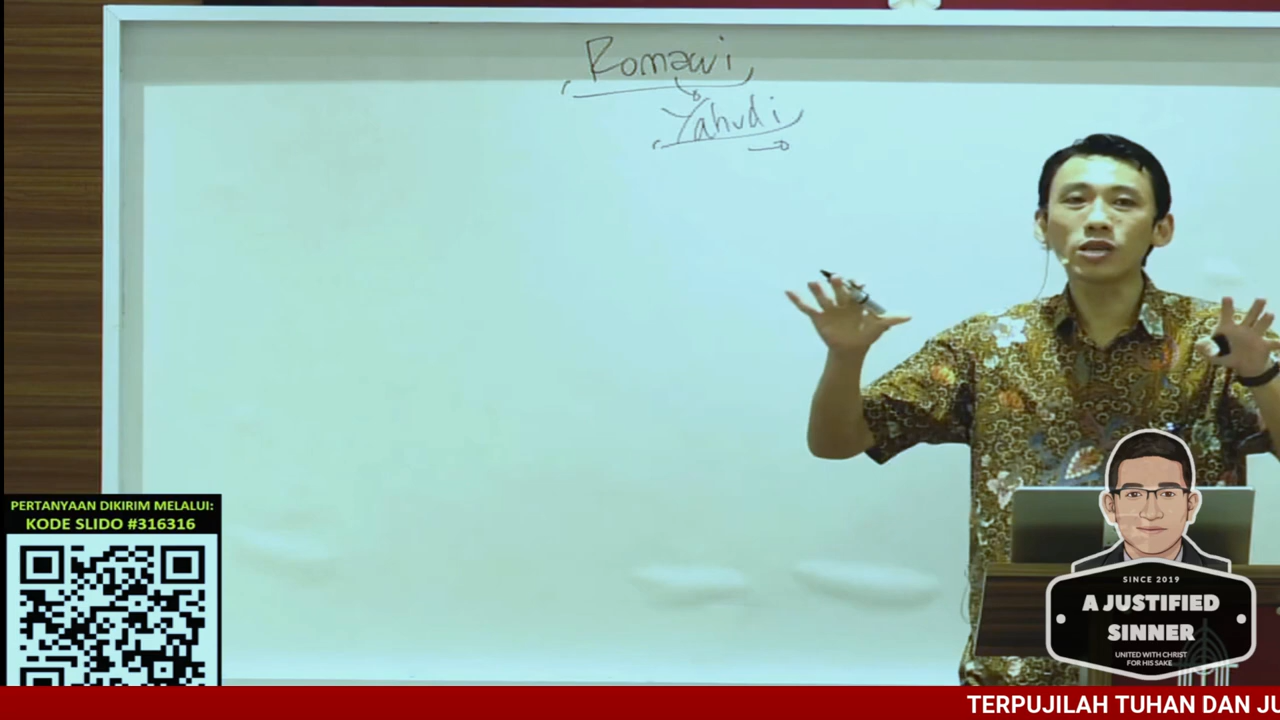 Romawi
Yahudi
PERTANYAAN DIKIRIM MELALUI:
KODE SLIDO #316316
SINCE 2019
A JUSTIFIED
SINNER
UNITED WITH CHRIST
FOR HIS SAKE
TERPUJILAH TUHAN DAN JU